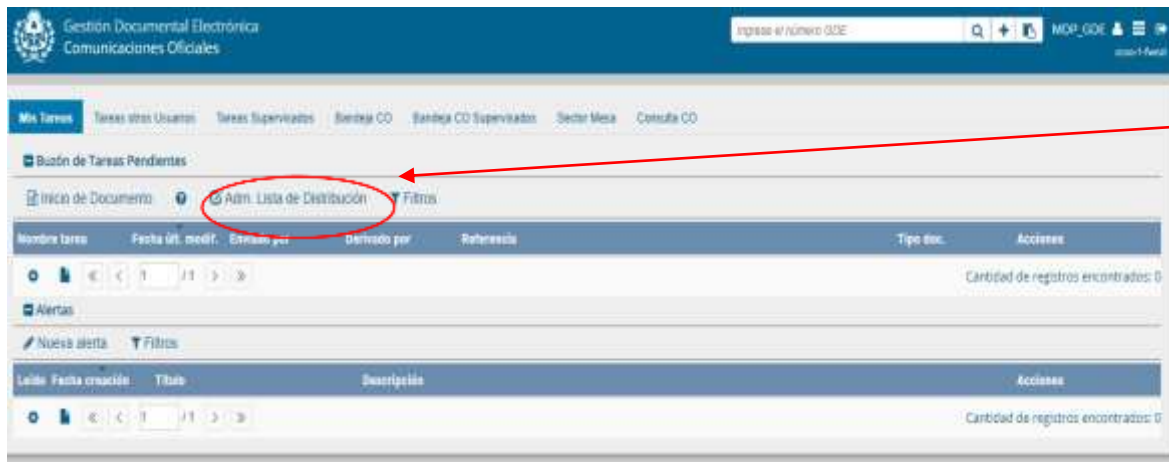 Gestión Documental Electrónica
Comunicaciones Oficiales
Ingrese el número GDE
MDP_GDE
Mis Tareas Tareas otros Usuarios Tareas Supervisados Bandeja CO Bandeja CO Supervisados Sector Mesa Consulta CO
Buzón de Tareas Pendientes
Inicio de Documento Adm. Lista de Distribución Filtros
Nombre tarea Fecha últ. modif. Enviado por Derivado por Referencia Tipo doc. Acciones
1 / 1 Cantidad de registros encontrados: 0
Alertas
Nueva alerta Filtros
Leído Fecha creación Título Descripción Acciones
1 / 1 Cantidad de registros encontrados: 0